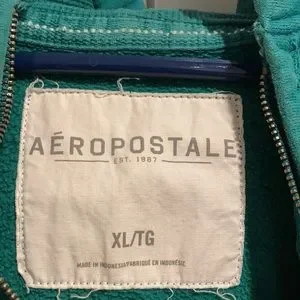 AÉROPOSTALE
EST. 1987
XL/TG
MADE IN INDONESIA/FABRIQUÉ EN INDONÉSIE